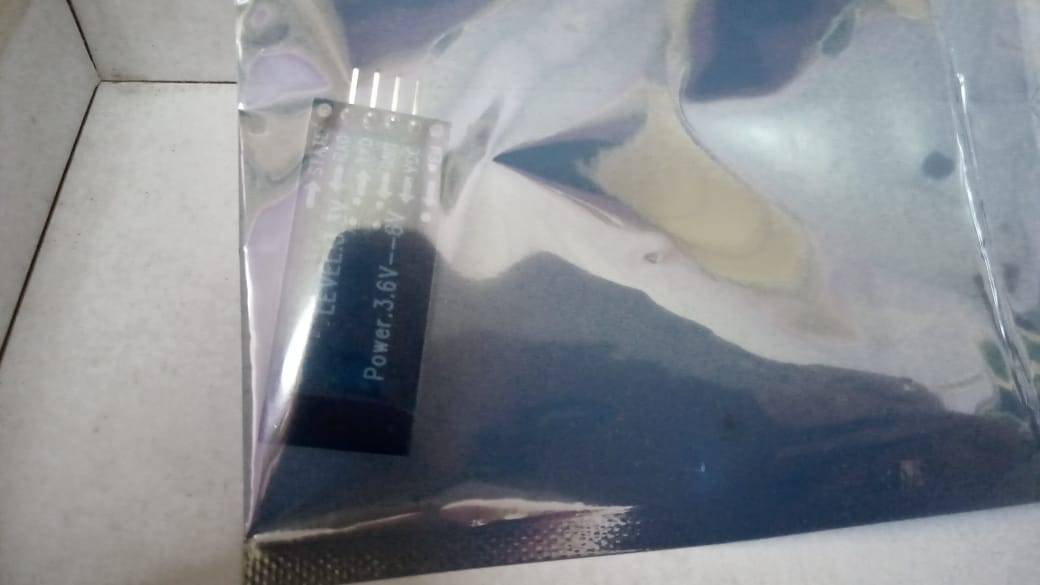 STATE
RXD
TXD
GND
VCC
LEVEL:3.3V
Power:3.6V---6V